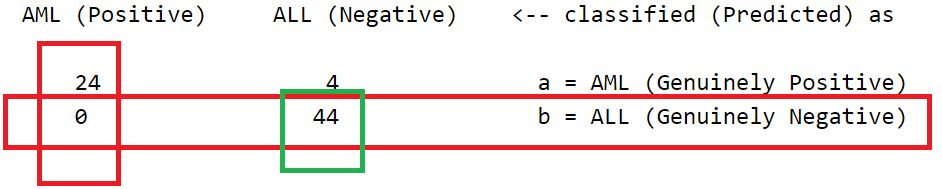 AML (Positive) ALL (Negative) <-- classified (Predicted) as
24 4 a = AML (Genuinely Positive)
0 44 b = ALL (Genuinely Negative)